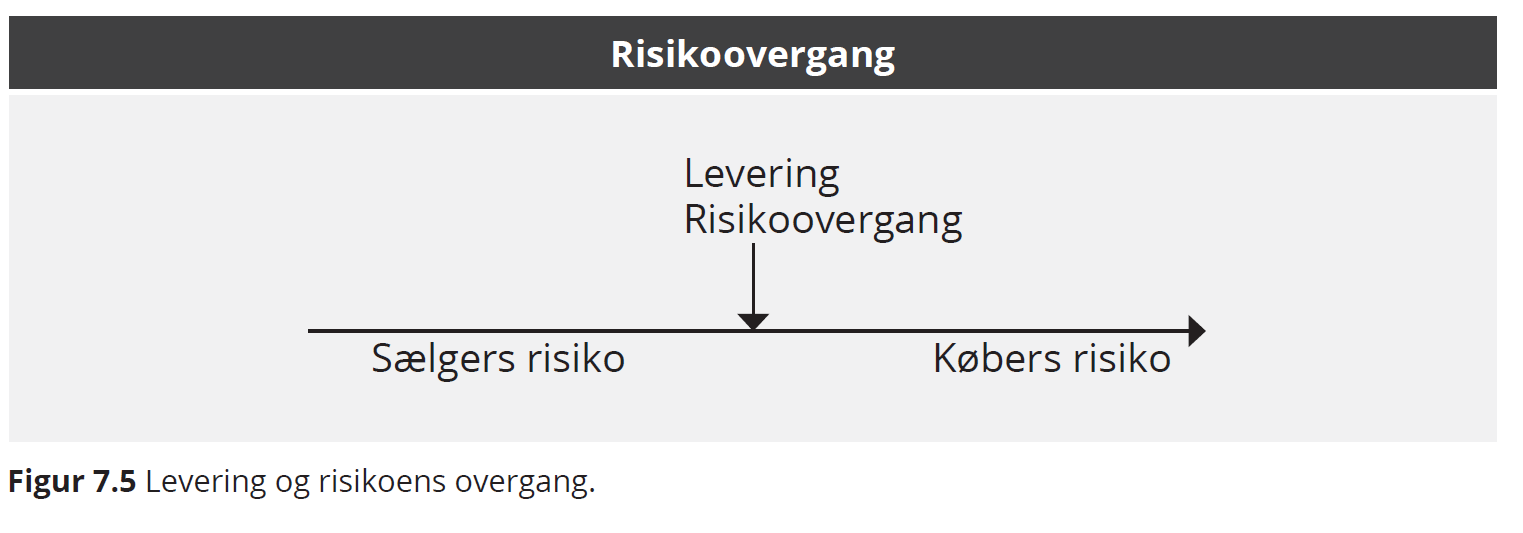 Risikoovergang
Levering
Risikoovergang
Sælgers risiko
Købers risiko
Figur 7.5 Levering og risikoens overgang.